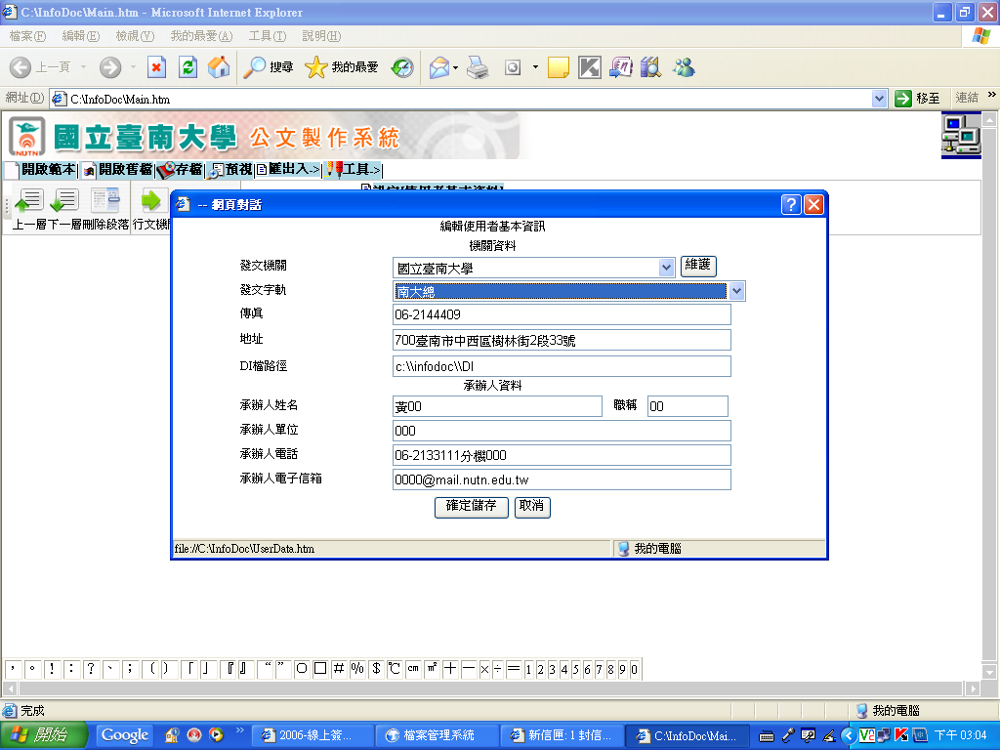 C:\InfoDoc\Main.htm - Microsoft Internet Explorer
檔案(F) 編輯(E) 檢視(V) 我的最愛(A) 工具(T) 說明(H)
上一頁 搜尋 我的最愛
網址(D) C:\InfoDoc\Main.htm 移至 連結 »
NUTN 國立臺南大學 公文製作系統
開啟範本| 開啟舊檔| 存檔| 預視| 匯出入->| 工具->|
設定[使用者基本資料]
上一層 下一層 刪除段落 行文機
-- 網頁對話
編輯使用者基本資訊
機關資料
發文機關 國立臺南大學 維護
發文字軌 南大總
傳真 06-2144409
地址 700臺南市中西區樹林街2段33號
DI檔路徑 c:\\infodoc\\DI
承辦人資料
承辦人姓名 黃00 職稱 00
承辦人單位 000
承辦人電話 06-2133111分機000
承辦人電子信箱 0000@mail.nutn.edu.tw
確定儲存 取消
file://C:\InfoDoc\UserData.htm 我的電腦
， 。 ！ ： ？ 、 ； （ ） 「 」 『 』 “ ” ○ □ # % $ ℃ ㎝ ㎡ ＋ － × ÷ ＝ 1 2 3 4 5 6 7 8 9 0
完成 我的電腦
開始 Google » 2006-線上簽... 檔案管理系統 新信匣: 1 封信... C:\InfoDoc\Mai... 下午 03:04